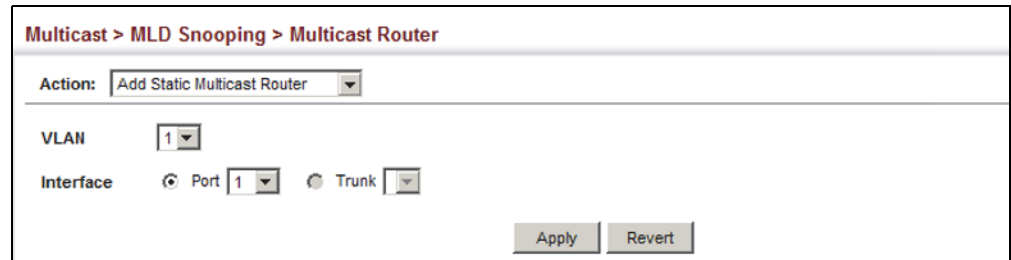 Multicast > MLD Snooping > Multicast Router
Action: Add Static Multicast Router
VLAN 1
Interface Port 1 Trunk
Apply Revert